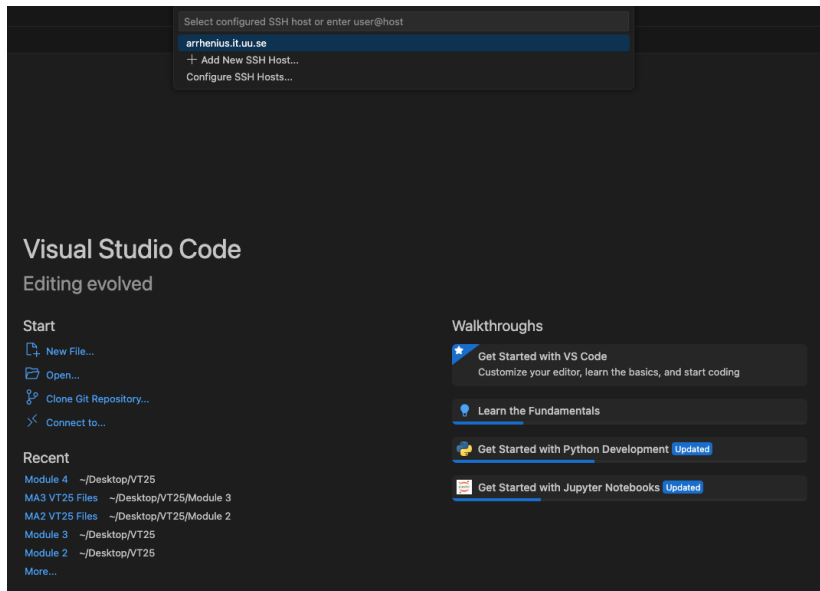 Select configured SSH host or enter user@host
arrhenius.it.uu.se
+ Add New SSH Host...
Configure SSH Hosts...
Visual Studio Code
Editing evolved
Start
New File...
Open...
Clone Git Repository...
Connect to...
Recent
Module 4 ~/Desktop/VT25
MA3 VT25 Files ~/Desktop/VT25/Module 3
MA2 VT25 Files ~/Desktop/VT25/Module 2
Module 3 ~/Desktop/VT25
Module 2 ~/Desktop/VT25
More...
Walkthroughs
Get Started with VS Code
Customize your editor, learn the basics, and start coding
Learn the Fundamentals
Get Started with Python Development Updated
Get Started with Jupyter Notebooks Updated